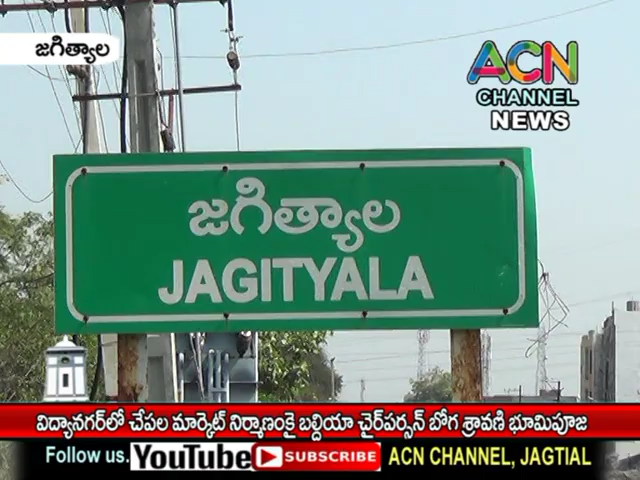 జగిత్యాల
ACN
CHANNEL
NEWS
జగిత్యాల
JAGITYALA
విద్యానగర్‌లో చేపల మార్కెట్ నిర్మాణంకై బల్దియా చైర్‌పర్సన్ బోగ శ్రావణి భూమిపూజ
Follow us. YouTube SUBSCRIBE ACN CHANNEL, JAGTIAL